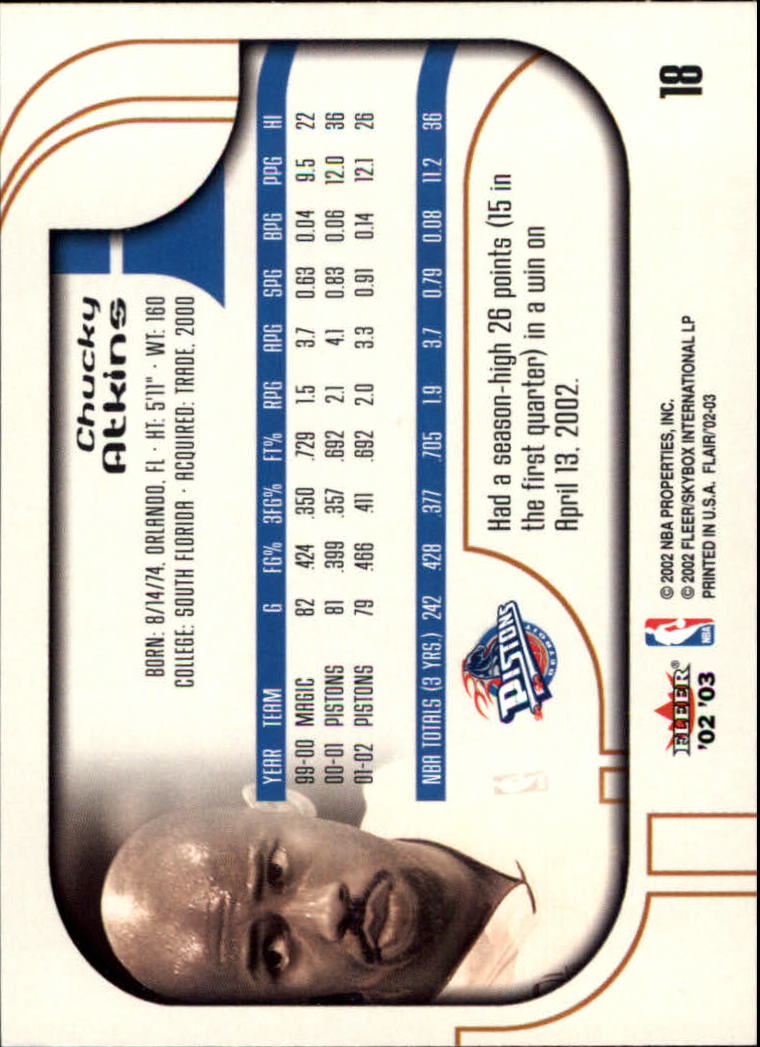 18
Chucky
Atkins
BORN: 8/14/74, ORLANDO, FL · HT: 5'11" · WT: 160
COLLEGE: SOUTH FLORIDA · ACQUIRED: TRADE, 2000
YEAR TEAM G FG% 3FG% FT% RPG APG SPG BPG PPG HI
99-00 MAGIC 82 .424 .350 .729 1.5 3.7 0.63 0.04 9.5 22
00-01 PISTONS 81 .399 .357 .692 2.1 4.1 0.83 0.06 12.0 36
01-02 PISTONS 79 .466 .411 .692 2.0 3.3 0.91 0.14 12.1 26
NBA TOTALS (3 YRS.) 242 .428 .377 .705 1.9 3.7 0.79 0.08 11.2 36
PISTONS
DETROIT
Had a season-high 26 points (15 in
the first quarter) in a win on
April 13, 2002.
FLEER®
'02 '03
NBA
© 2002 NBA PROPERTIES, INC.
© 2002 FLEER/SKYBOX INTERNATIONAL LP
PRINTED IN U.S.A. FLAIR/'02-03